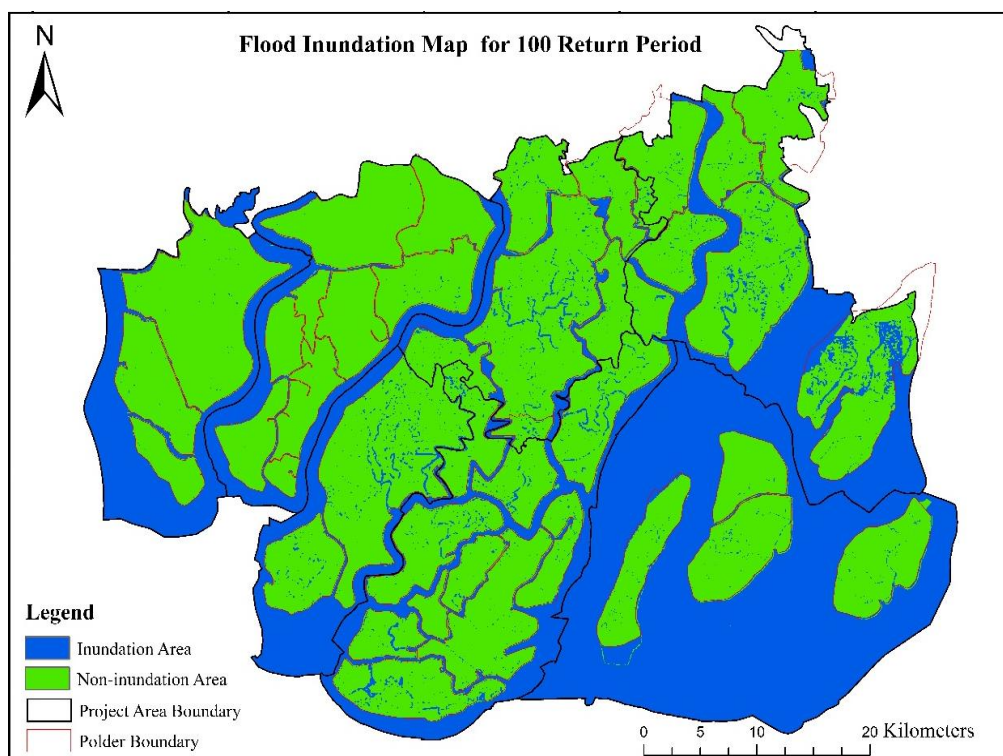 N
Flood Inundation Map for 100 Return Period
Legend
Inundation Area
Non-inundation Area
Project Area Boundary
Polder Boundary
0 5 10 20 Kilometers